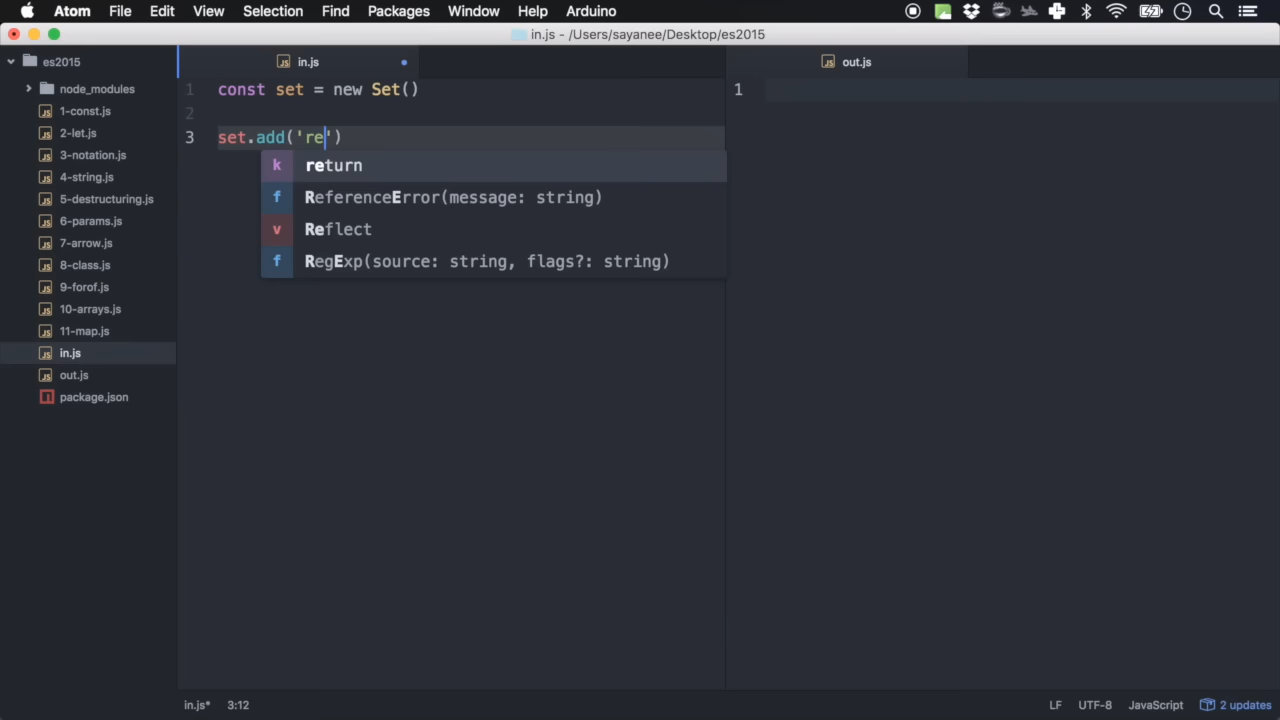 Atom File Edit View Selection Find Packages Window Help Arduino
in.js - /Users/sayanee/Desktop/es2015
es2015
node_modules
1-const.js
2-let.js
3-notation.js
4-string.js
5-destructuring.js
6-params.js
7-arrow.js
8-class.js
9-forof.js
10-arrays.js
11-map.js
in.js
out.js
package.json
in.js
1 const set = new Set()
2
3 set.add('re')
k return
f ReferenceError(message: string)
v Reflect
f RegExp(source: string, flags?: string)
out.js
1
in.js* 3:12 LF UTF-8 JavaScript 2 updates